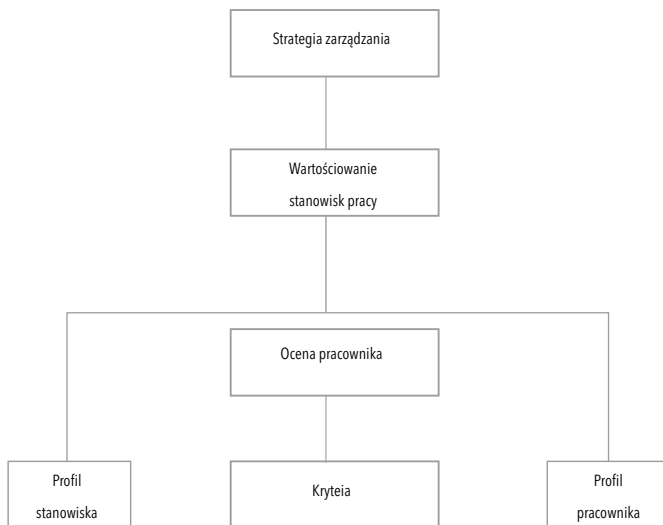 Strategia zarządzania
Wartościowanie
stanowisk pracy
Ocena pracownika
Profil
stanowiska
Kryteia
Profil
pracownika